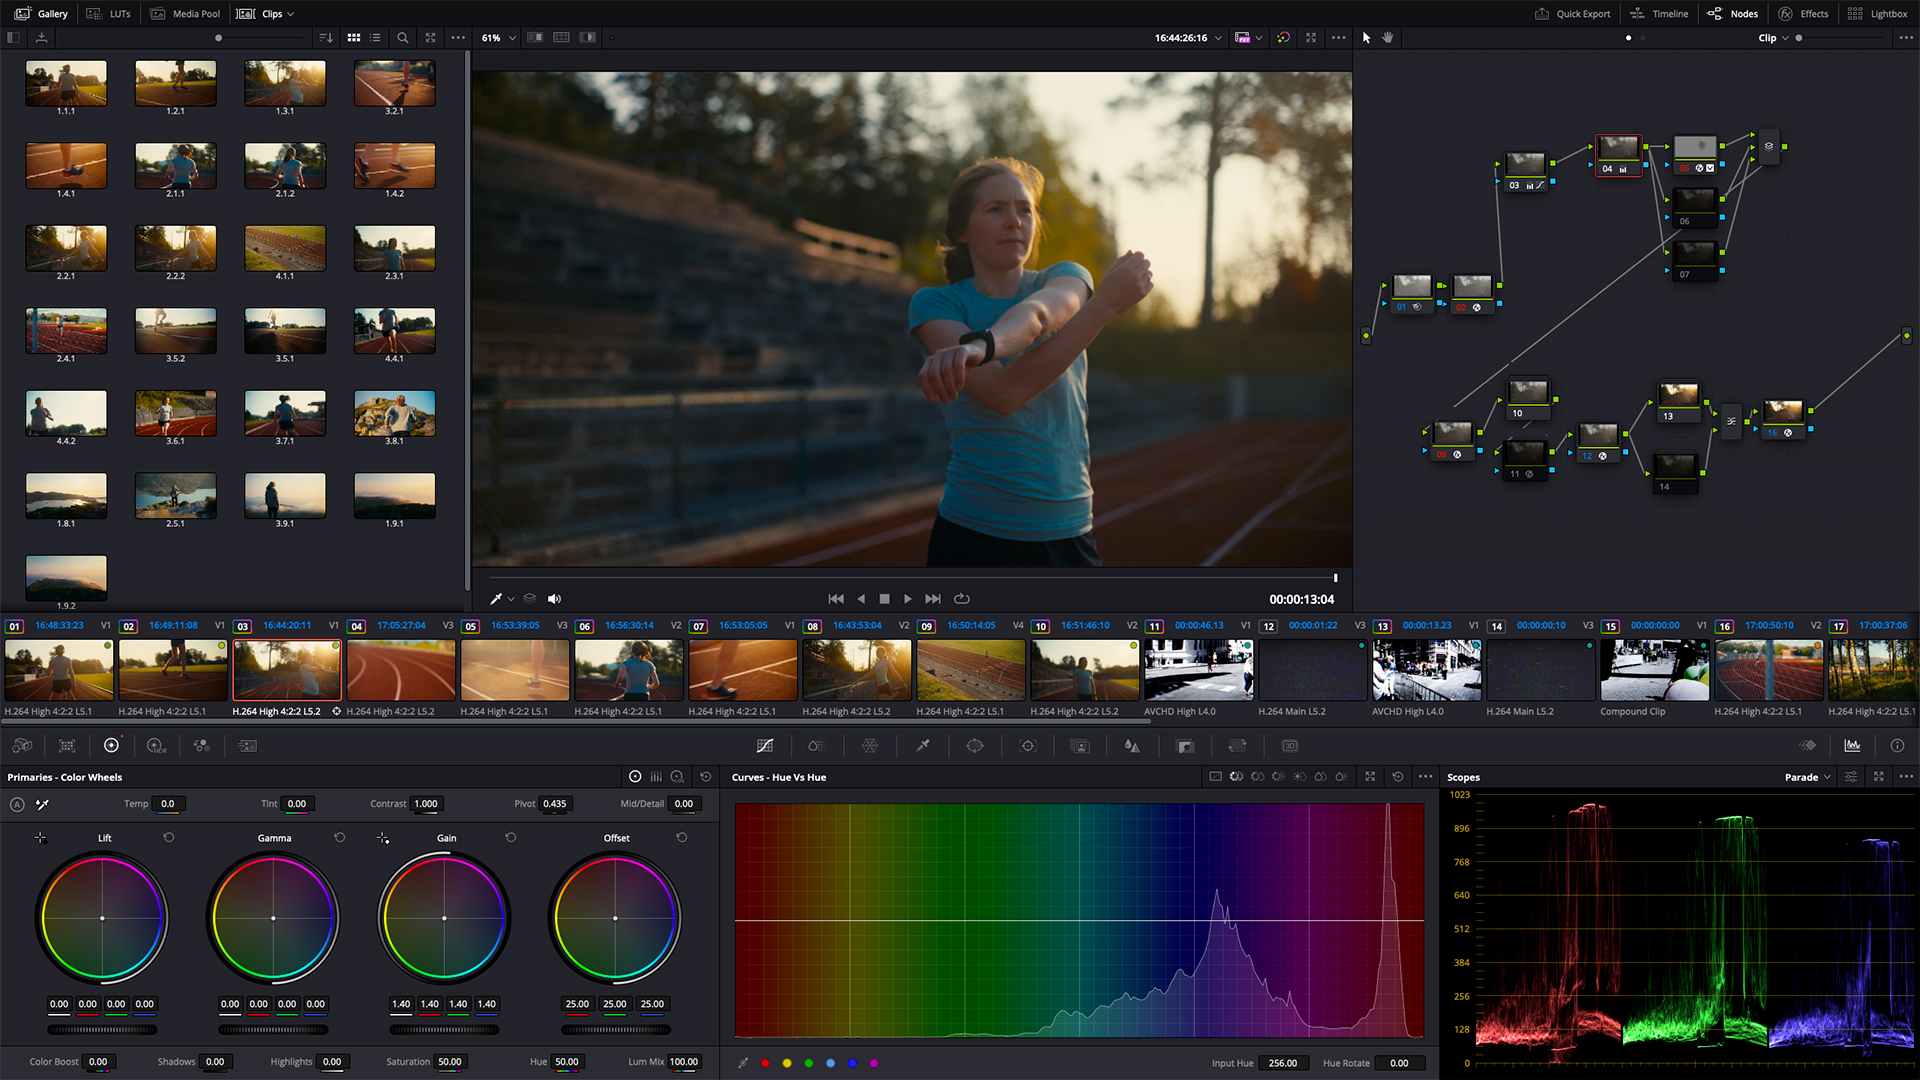 Gallery LUTs Media Pool Clips Quick Export Timeline Nodes Effects Lightbox
61% 16:44:26:16 Clip
1.1.1 1.2.1 1.3.1 3.2.1
1.4.1 2.1.1 2.1.2 1.4.2
2.2.1 2.2.2 4.1.1 2.3.1
2.4.1 3.5.2 3.5.1 4.4.1
4.4.2 3.6.1 3.7.1 3.8.1
1.8.1 2.5.1 3.9.1 1.9.1
1.9.2
03 04 05
06
07
01 02
10 13
09 11 12 14 16
00:00:13:04
01 16:48:33:23 V1 02 16:49:11:08 V1 03 16:44:20:11 V1 04 17:05:27:04 V3 05 16:53:39:05 V3 06 16:56:30:14 V2 07 16:53:05:05 V1 08 16:43:53:04 V2 09 16:50:14:05 V4 10 16:51:46:10 V2 11 00:00:46.13 V1 12 00:00:01:22 V3 13 00:00:13.23 V1 14 00:00:00:10 V3 15 00:00:00:00 V1 16 17:00:50:10 V2 17 17:00:37:06
H.264 High 4:2:2 L5.1 H.264 High 4:2:2 L5.1 H.264 High 4:2:2 L5.2 H.264 High 4:2:2 L5.2 H.264 High 4:2:2 L5.1 H.264 High 4:2:2 L5.1 H.264 High 4:2:2 L5.1 H.264 High 4:2:2 L5.2 H.264 High 4:2:2 L5.1 H.264 High 4:2:2 L5.2 AVCHD High L4.0 H.264 Main L5.2 AVCHD High L4.0 H.264 Main L5.2 Compound Clip H.264 High 4:2:2 L5.1 H.264 High 4:2:2 L5.1
HDR 3D
Primaries - Color Wheels
Temp 0.0 Tint 0.00 Contrast 1.000 Pivot 0.435 Mid/Detail 0.00
Lift Gamma Gain Offset
0.00 0.00 0.00 0.00 0.00 0.00 0.00 0.00 1.40 1.40 1.40 1.40 25.00 25.00 25.00
Color Boost 0.00 Shadows 0.00 Highlights 0.00 Saturation 50.00 Hue 50.00 Lum Mix 100.00
Curves - Hue Vs Hue
Input Hue 256.00 Hue Rotate 0.00
Scopes Parade
1023
896
768
640
512
384
256
128
0